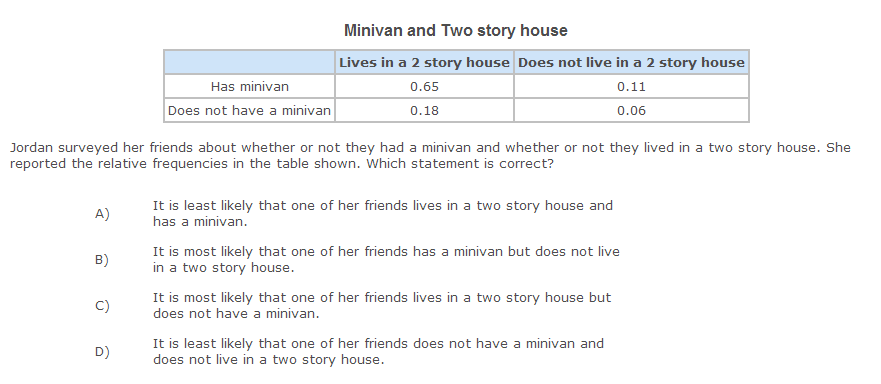 Minivan and Two story house
Lives in a 2 story house Does not live in a 2 story house
Has minivan 0.65 0.11
Does not have a minivan 0.18 0.06
Jordan surveyed her friends about whether or not they had a minivan and whether or not they lived in a two story house. She
reported the relative frequencies in the table shown. Which statement is correct?
A) It is least likely that one of her friends lives in a two story house and
has a minivan.
B) It is most likely that one of her friends has a minivan but does not live
in a two story house.
C) It is most likely that one of her friends lives in a two story house but
does not have a minivan.
D) It is least likely that one of her friends does not have a minivan and
does not live in a two story house.